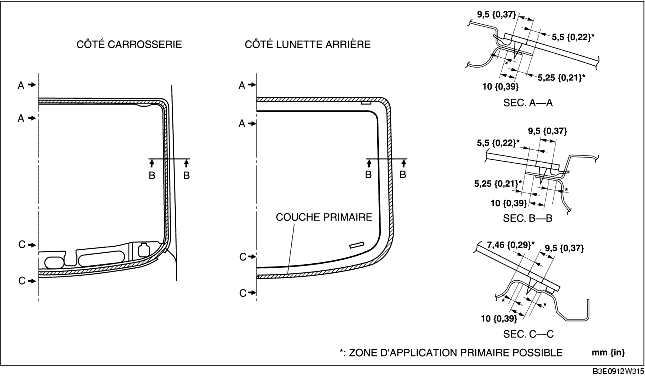 CÔTÉ CARROSSERIE
CÔTÉ LUNETTE ARRIÈRE
A
A
B B
C
C
A
A
B B
COUCHE PRIMAIRE
C
C
9,5 {0,37}
5,5 {0,22}*
*
5,25 {0,21}*
10 {0,39}
SEC. A—A
9,5 {0,37}
5,5 {0,22}*
5,25 {0,21}*
*
10 {0,39}
SEC. B—B
7,46 {0,29}*
9,5 {0,37}
* *
10 {0,39}
SEC. C—C
*: ZONE D'APPLICATION PRIMAIRE POSSIBLE
mm {in}
B3E0912W315